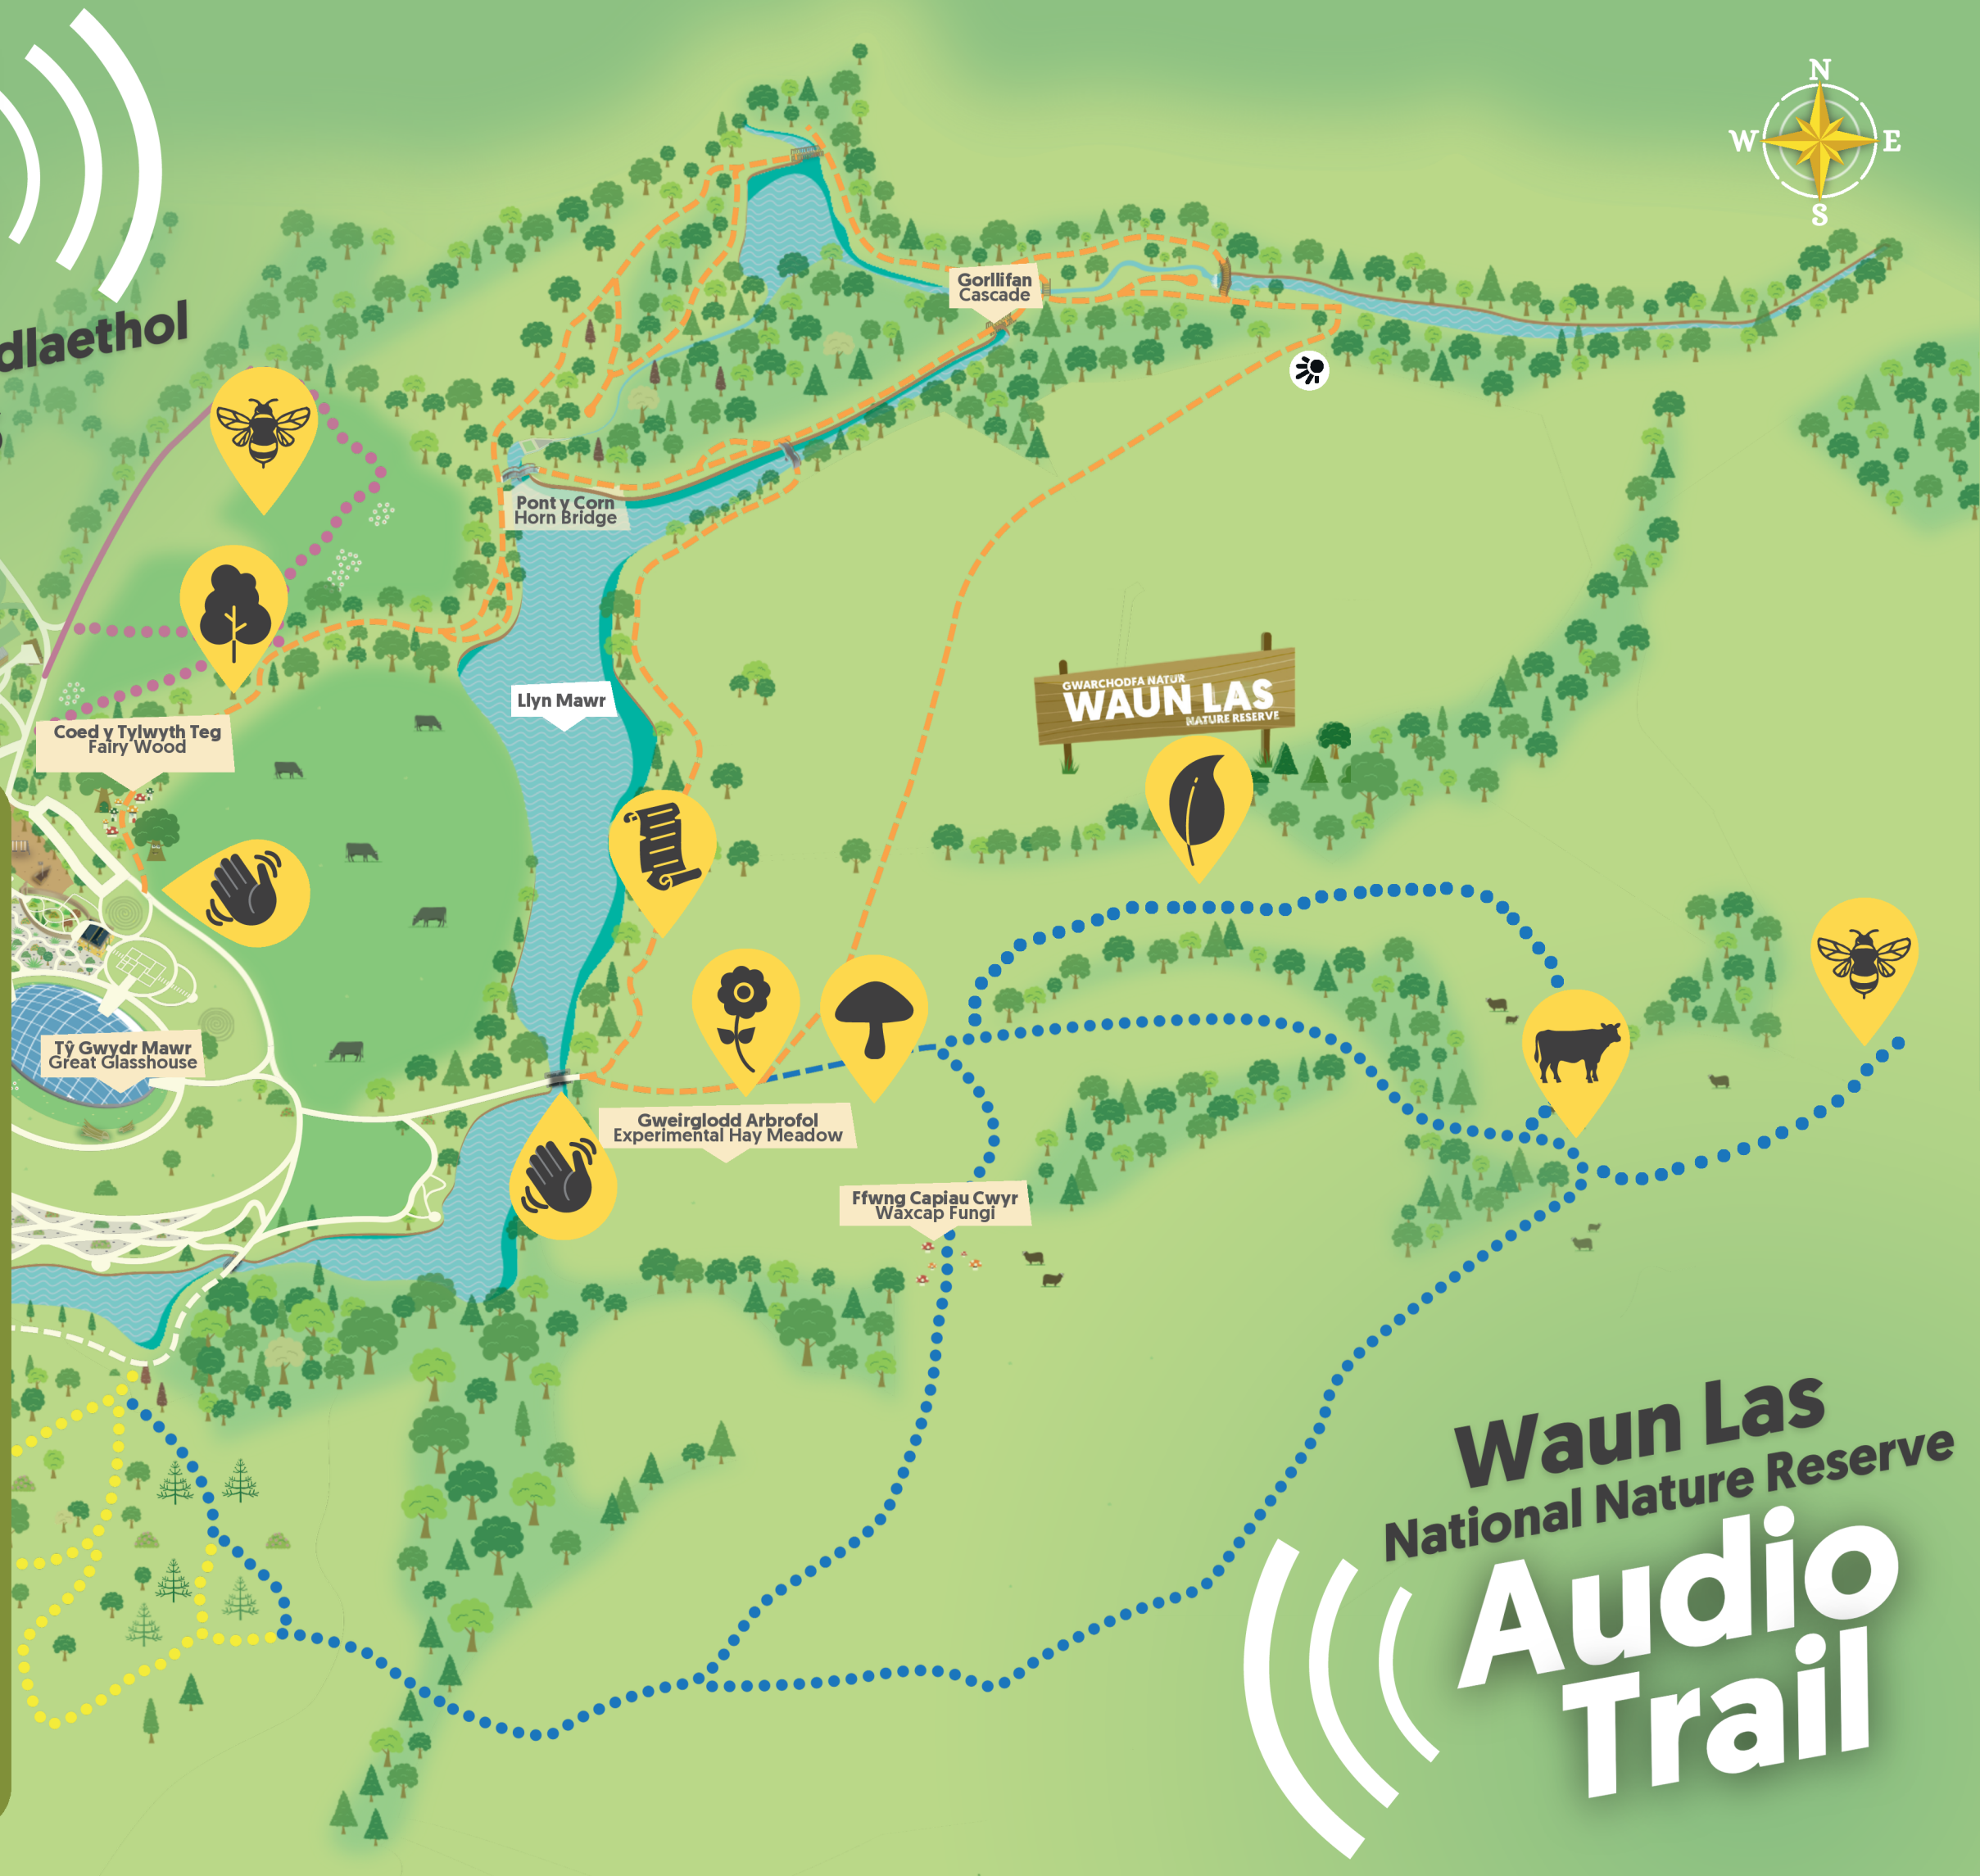 N
W E
S
dlaethol
Gorllifan
Cascade
Pont y Corn
Horn Bridge
GWARCHODFA NATUR
WAUN LAS
NATURE RESERVE
Llyn Mawr
Coed y Tylwyth Teg
Fairy Wood
Tŷ Gwydr Mawr
Great Glasshouse
Gweirglodd Arbrofol
Experimental Hay Meadow
Ffwng Capiau Cwyr
Waxcap Fungi
Waun Las
National Nature Reserve
Audio
Trail